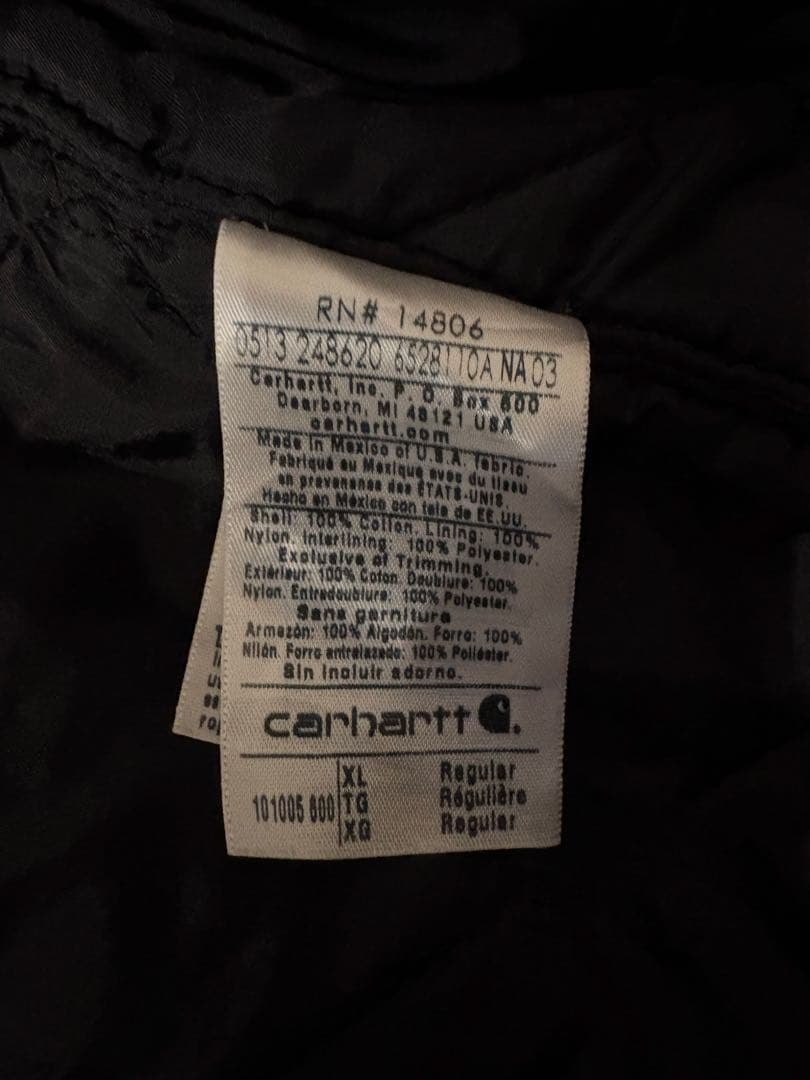 RN# 14806
0513 248620 6528110A NA 03
Carhartt, Inc. P. O. Box 600
Dearborn, MI 48121 USA
carhartt.com
Made in Mexico of U.S.A. fabric.
Fabriqué au Mexique avec du tissu
en provenance des ÉTATS-UNIS.
Hecho en México con tela de EE.UU.
Shell: 100% Cotton. Lining: 100%
Nylon. Interlining: 100% Polyester.
Exclusive of Trimming.
Extérieur: 100% Coton. Doublure: 100%
Nylon. Entredoublure: 100% Polyester.
Sans garniture
Armazón: 100% Algodón. Forro: 100%
Nilón. Forro entrelazado: 100% Poliéster.
Sin incluir adorno.
carhartt
101005 XL Regular
TG Régulière
XG Regular